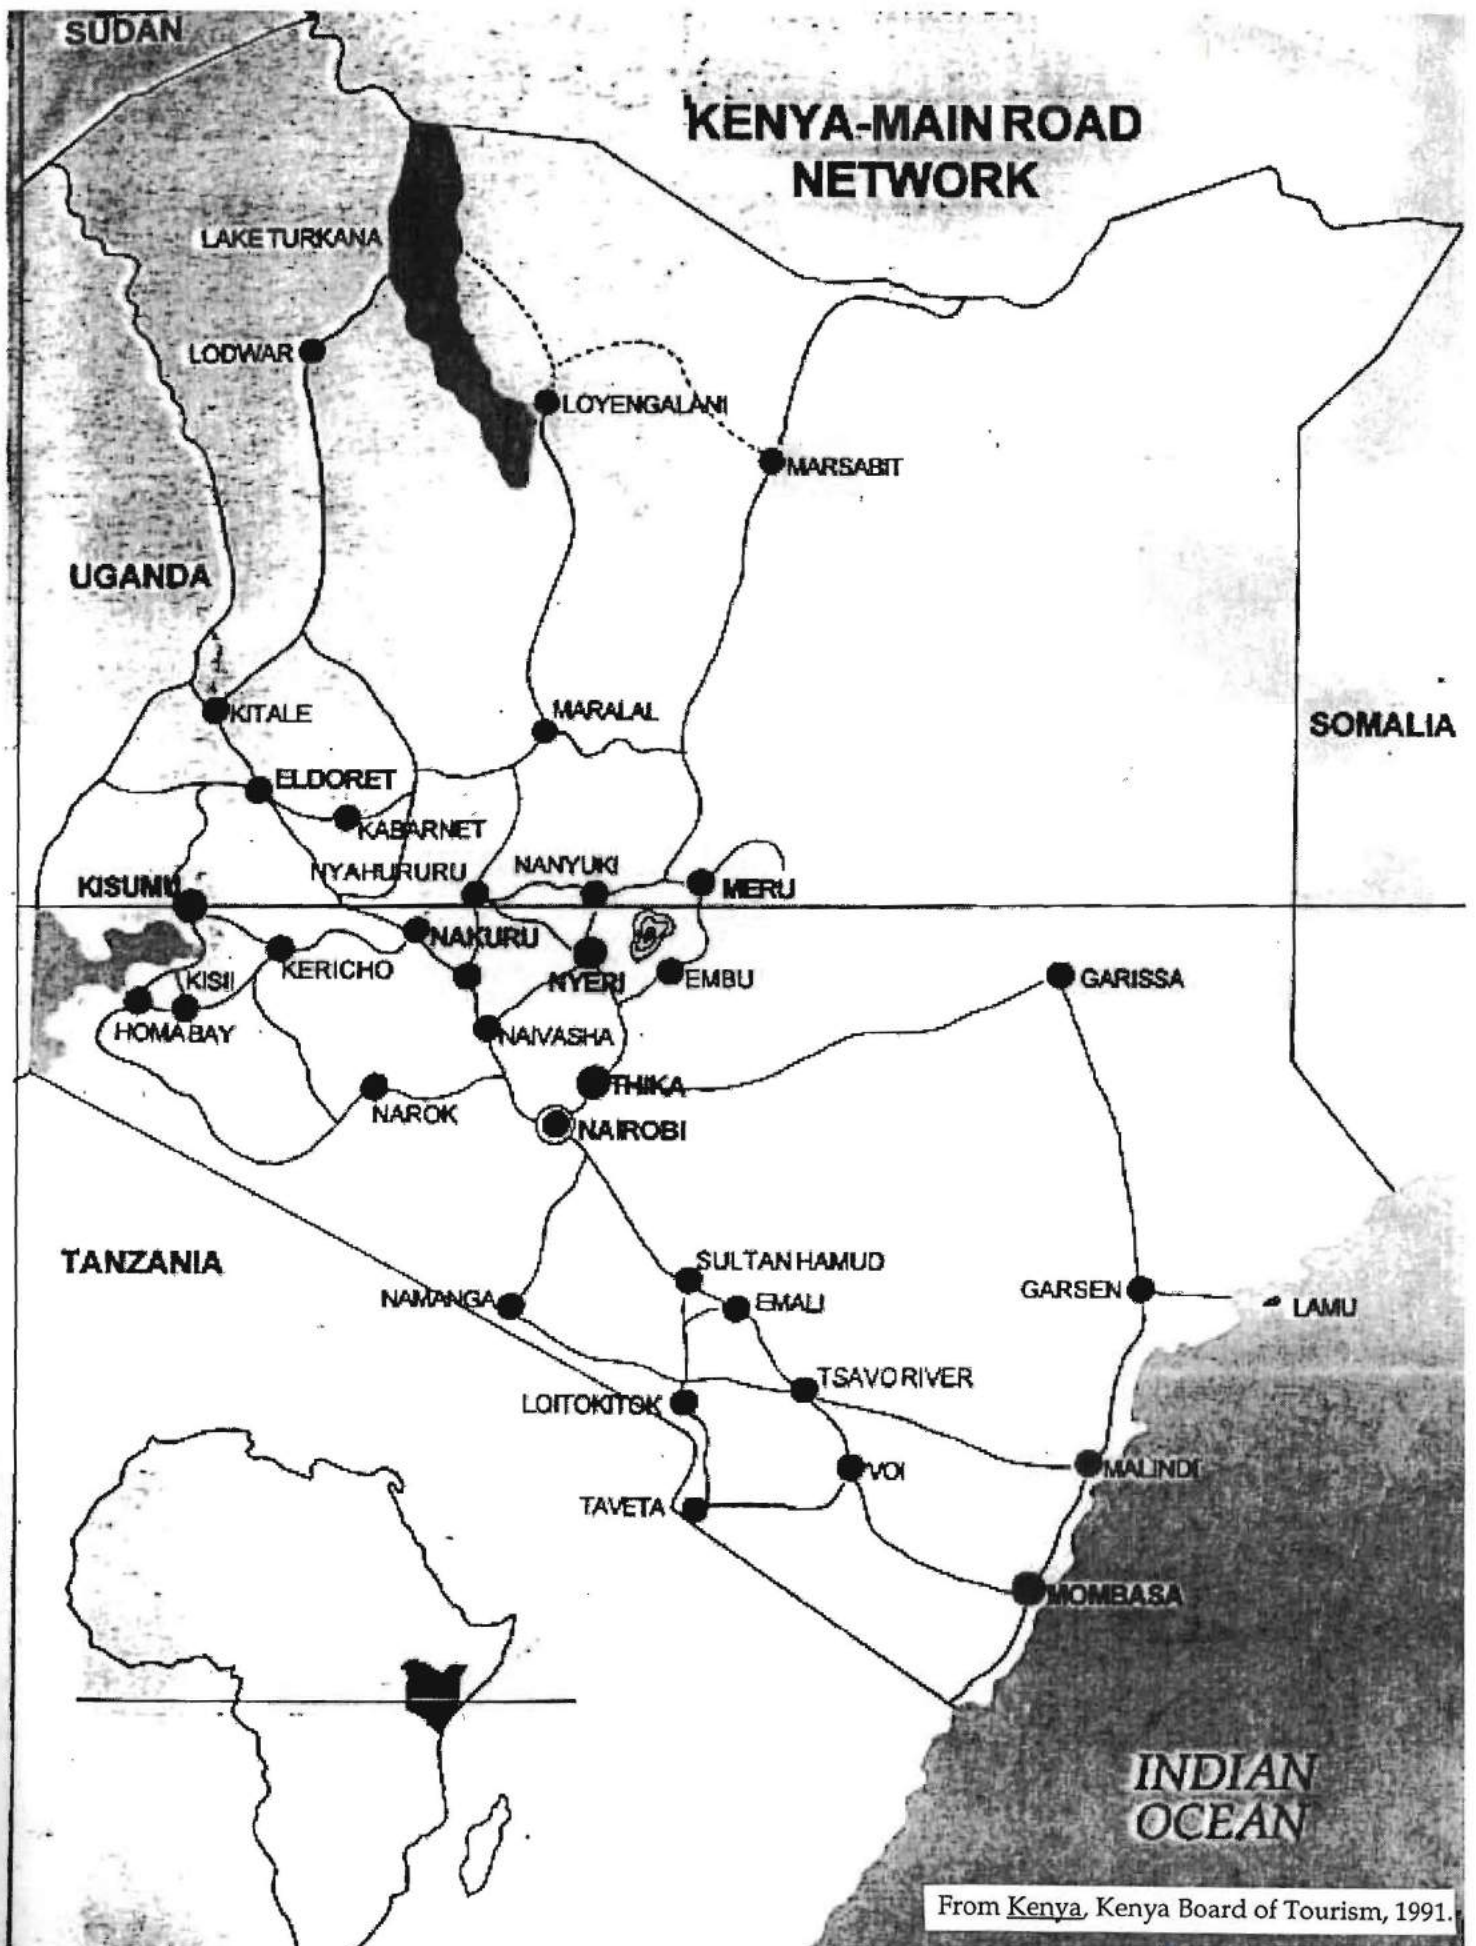 SUDAN
KENYA-MAIN ROAD
NETWORK
LAKE TURKANA
LODWAR
LOYENGALANI
MARSABIT
UGANDA
KITALE
MARALAL
SOMALIA
ELDORET
KABARNET
NYAHURURU
NANYUKI
KISUMU
MERU
NAKURU
KERICHO
KISII
NYERI
EMBU
GARISSA
HOMA BAY
NAIVASHA
THIKA
NAROK
NAIROBI
TANZANIA
SULTAN HAMUD
NAMANGA
EMALI
GARSEN
LAMU
TSAVO RIVER
LOITOKITOK
VOI
MALINDI
TAVETA
MOMBASA
INDIAN
OCEAN
From Kenya, Kenya Board of Tourism, 1991.